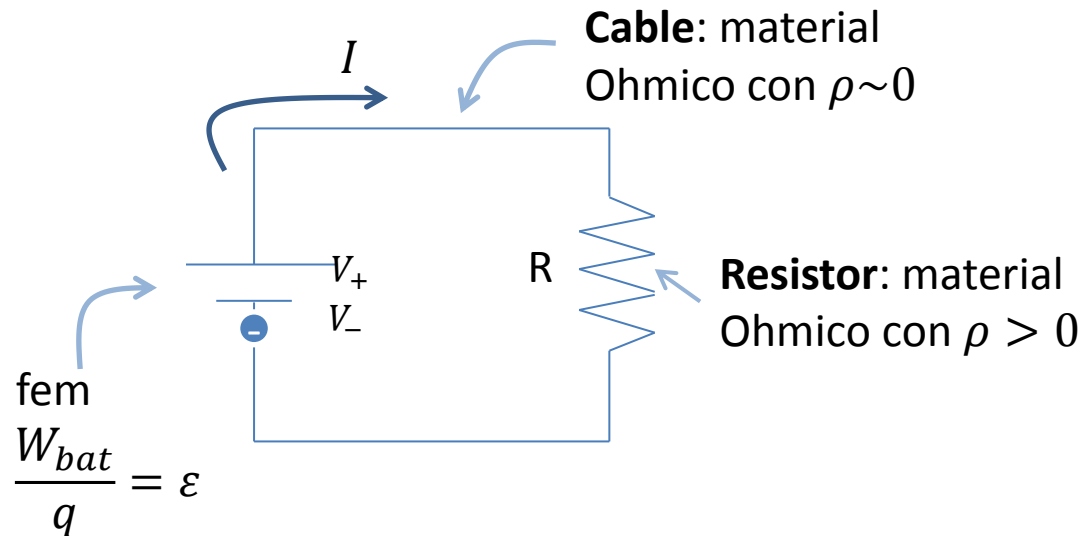 I
Cable: material
Ohmico con ρ~0
V₊
V₋
-
R
Resistor: material
Ohmico con ρ > 0
fem
W_bat/q = ε